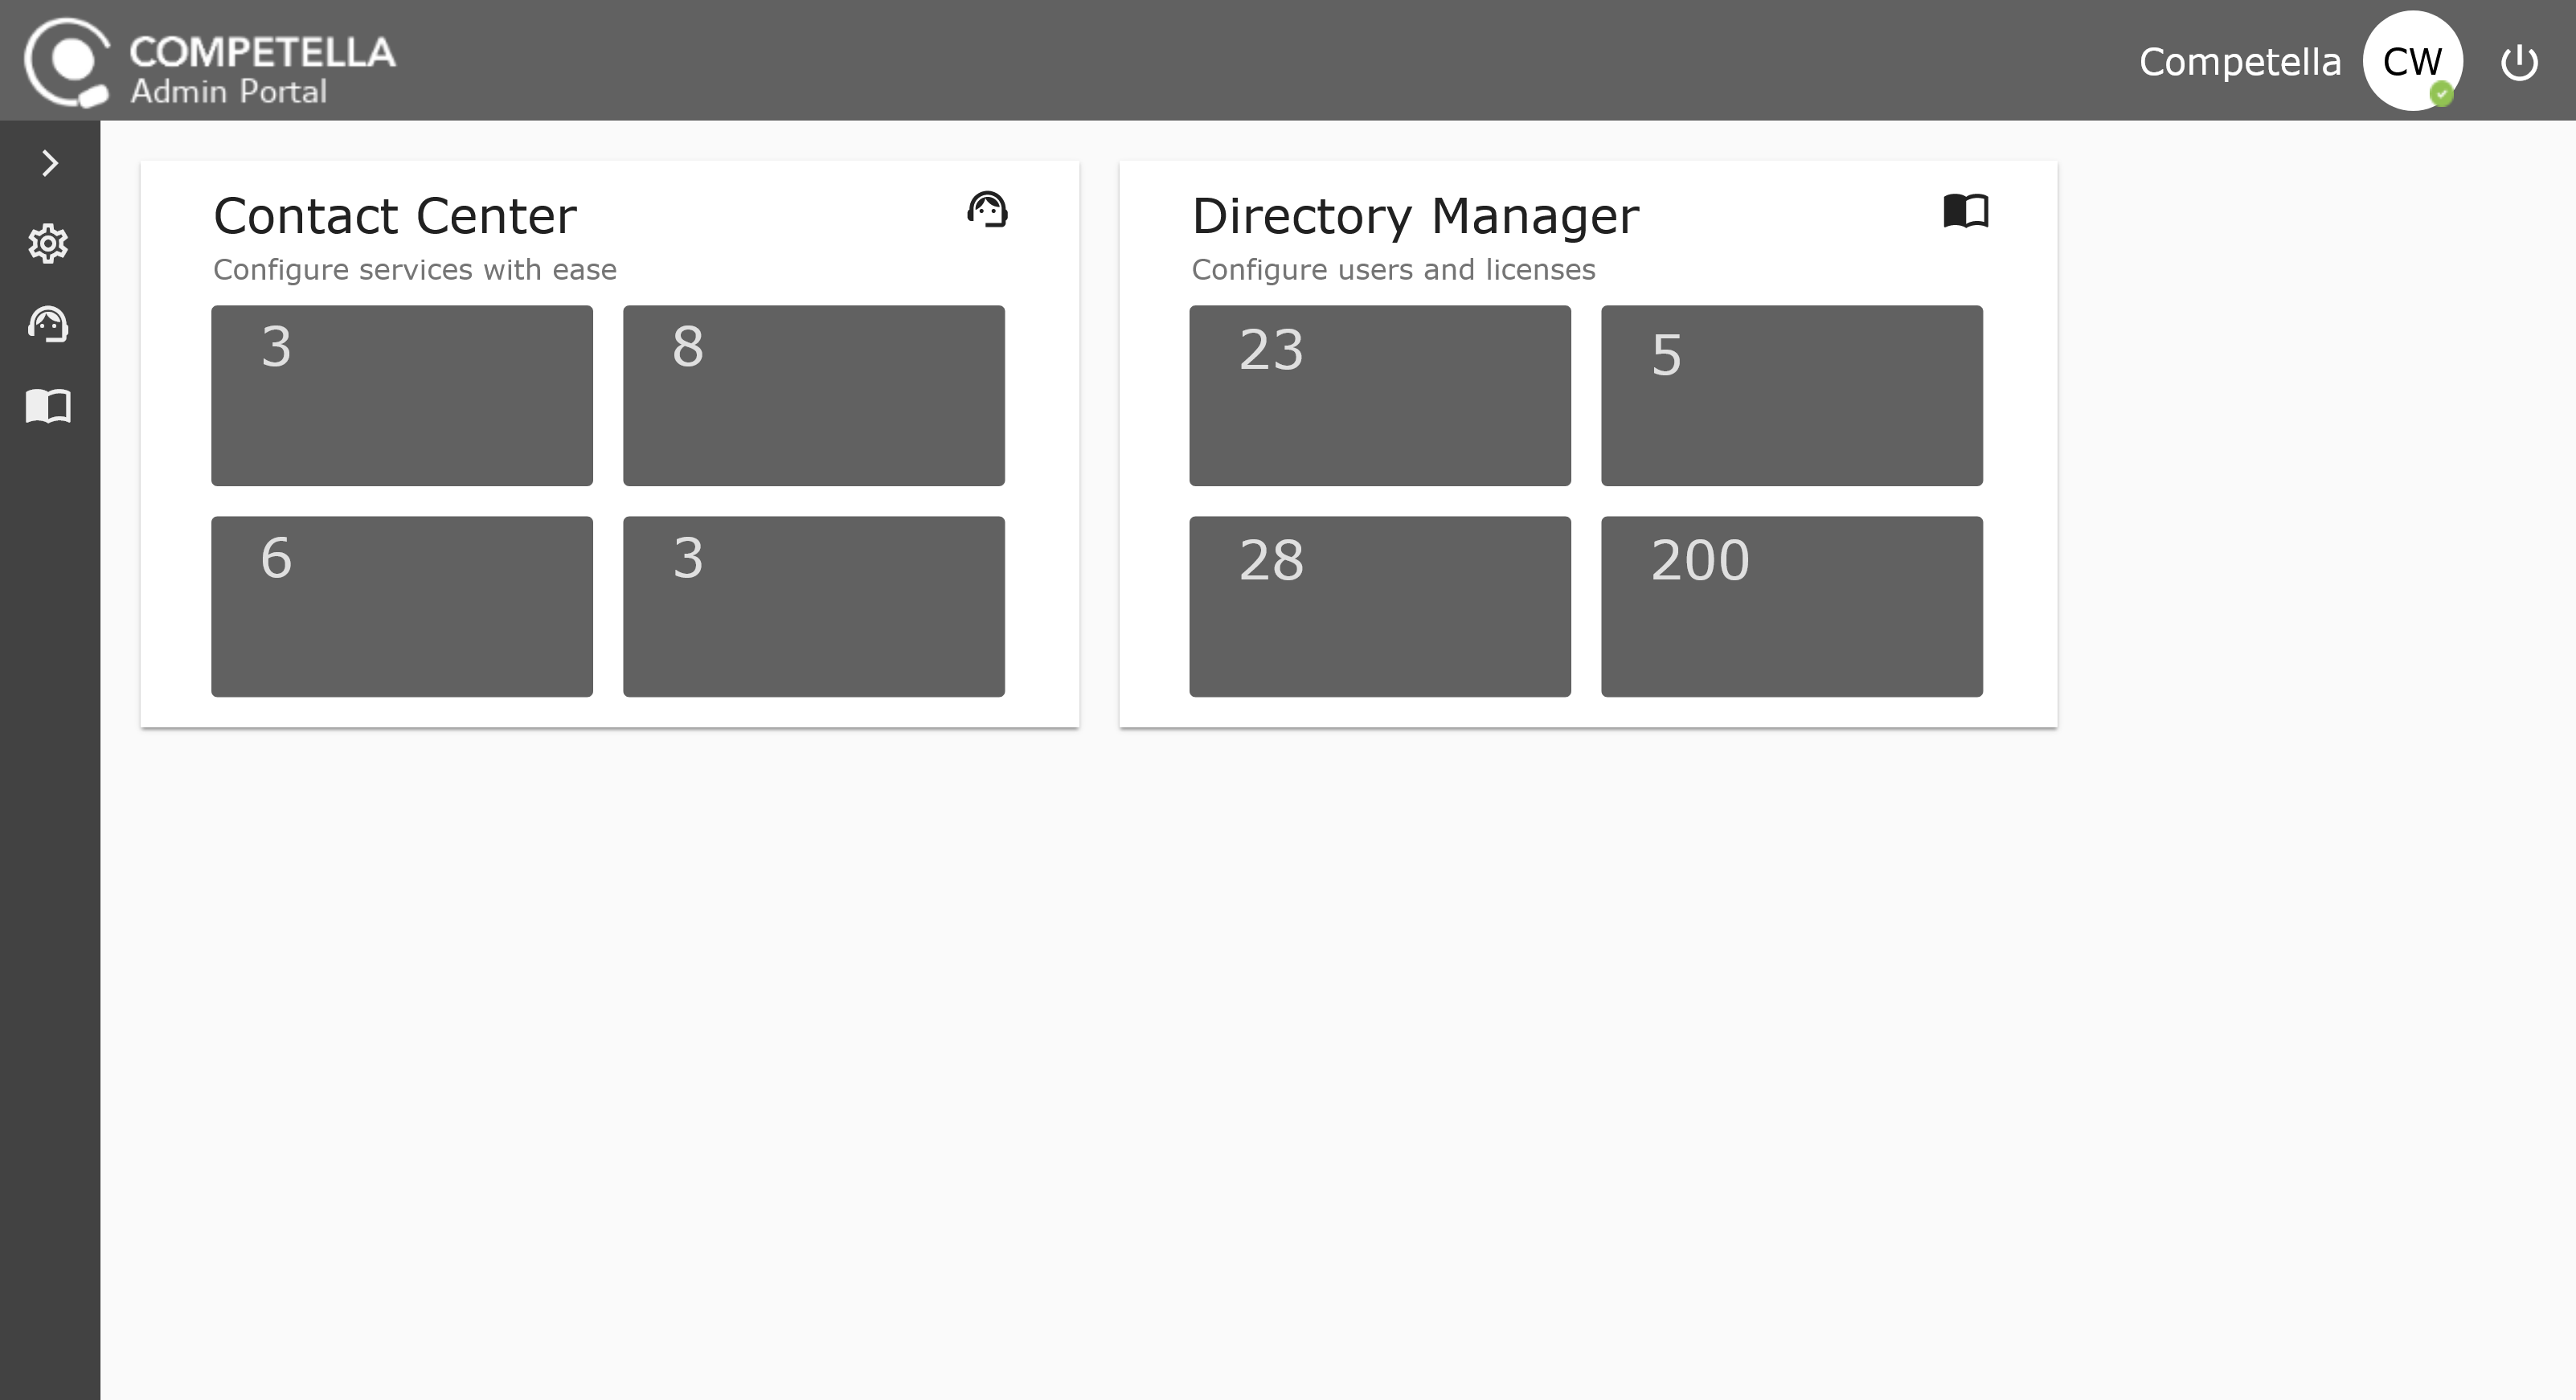 COMPETELLA
Admin Portal
Competella
CW
Contact Center
Configure services with ease
3
8
6
3
Directory Manager
Configure users and licenses
23
5
28
200